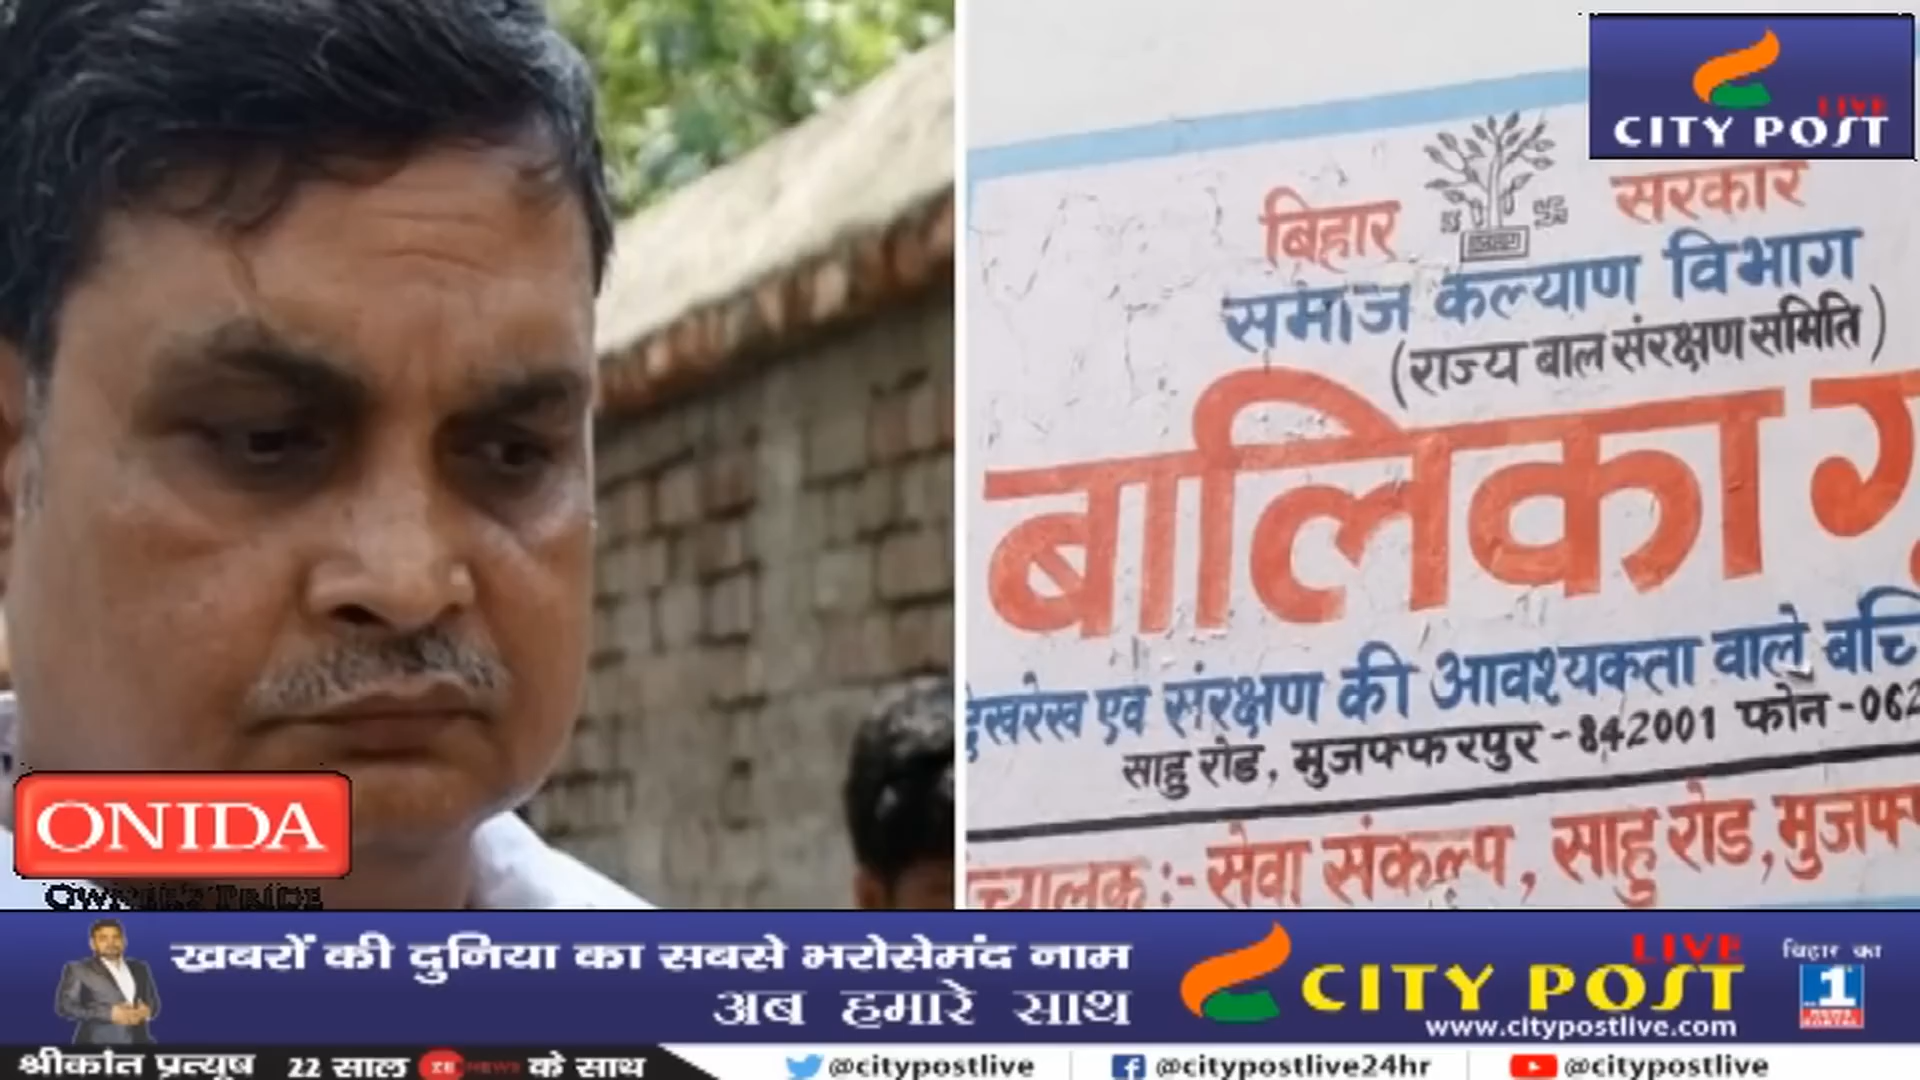 LIVE
CITY POST
बिहार सरकार
समाज कल्याण विभाग
(राज्य बाल संरक्षण समिति)
बालिका गृ
देखरेख एवं संरक्षण की आवश्यकता वाले बच्चि
साहु रोड, मुजफ्फरपुर-842001 फोन-062
ONIDA
OWNER'S PRIDE
संचालक:- सेवा संकल्प, साहु रोड, मुजफ्फ
खबरों की दुनिया का सबसे भरोसेमंद नाम
अब हमारे साथ
LIVE
CITY POST
www.citypostlive.com
बिहार का
1
श्रीकांत प्रत्यूष 22 साल के साथ
@citypostlive
@citypostlive24hr
@citypostlive